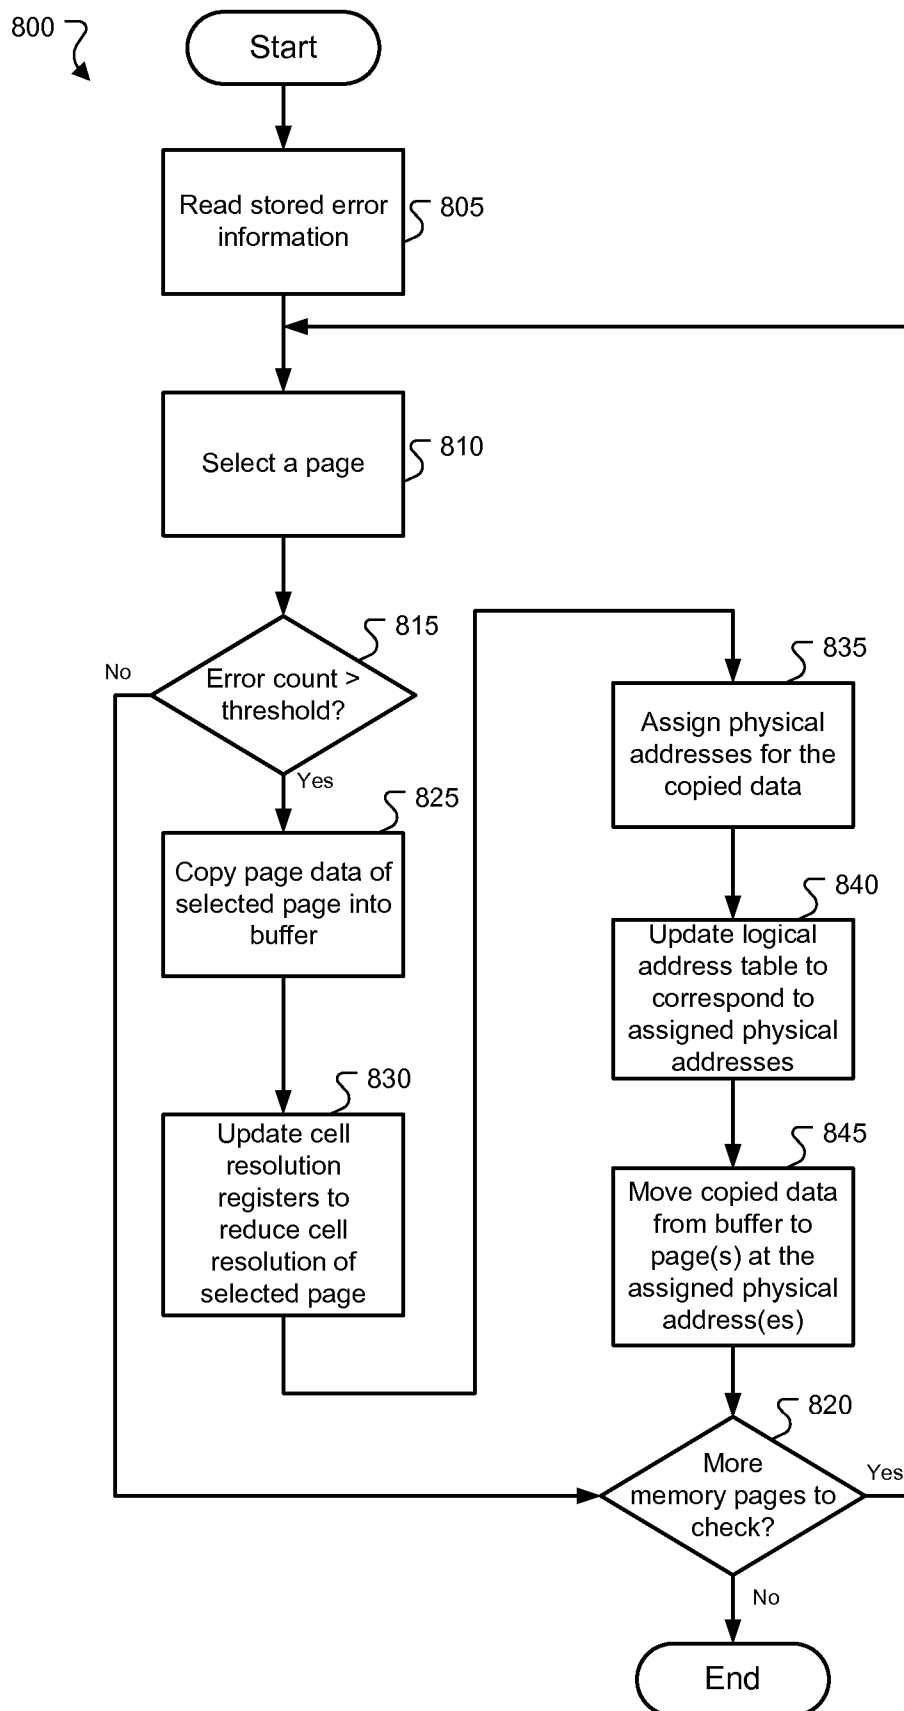 800
Start
Read stored error
information
805
Select a page
810
Error count >
threshold?
815
No
Yes
Copy page data of
selected page into
buffer
825
Update cell
resolution
registers to
reduce cell
resolution of
selected page
830
Assign physical
addresses for the
copied data
835
Update logical
address table to
correspond to
assigned physical
addresses
840
Move copied data
from buffer to
page(s) at the
assigned physical
address(es)
845
More
memory pages to
check?
820
Yes
No
End